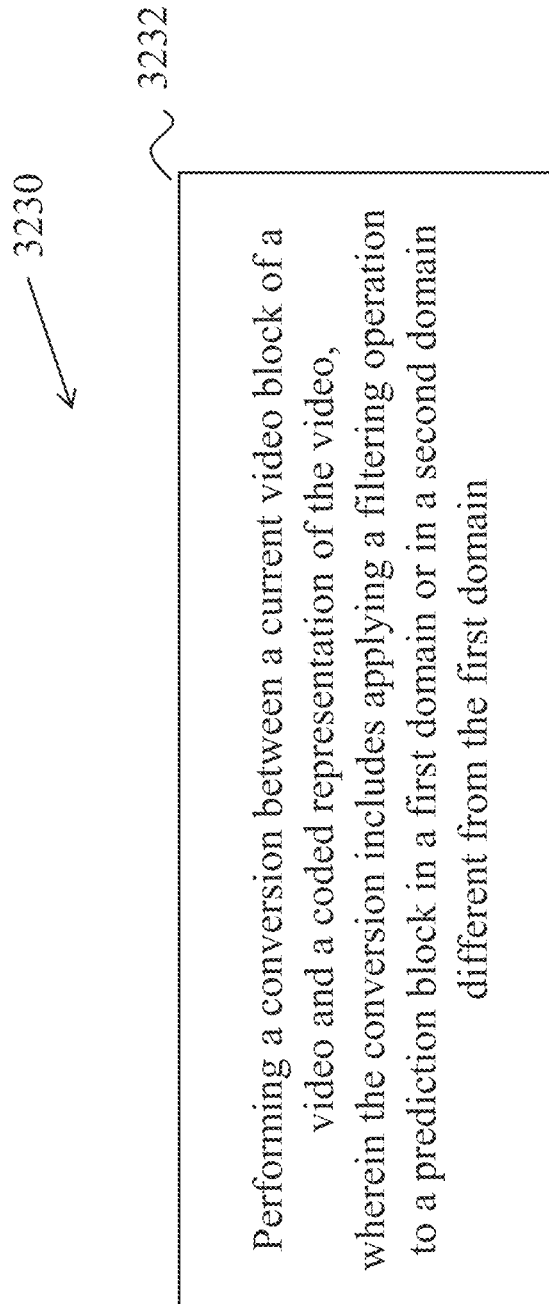 3230
3232
Performing a conversion between a current video block of a
video and a coded representation of the video,
wherein the conversion includes applying a filtering operation
to a prediction block in a first domain or in a second domain
different from the first domain